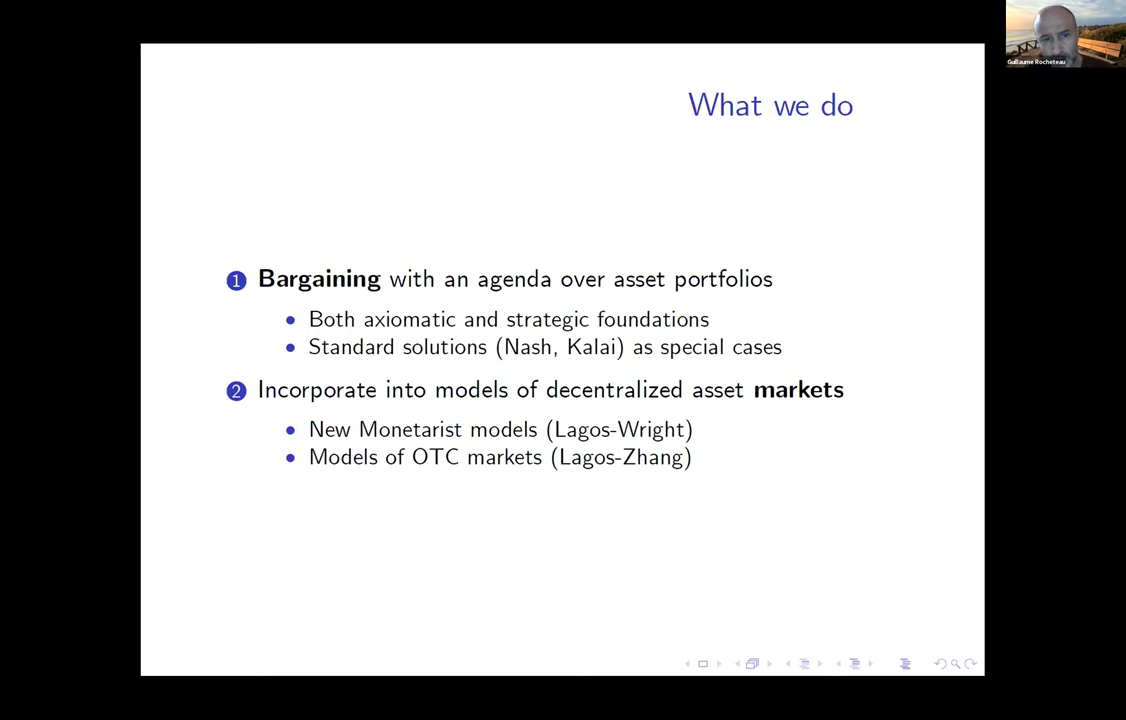 Guillaume Rocheteau
What we do
1 Bargaining with an agenda over asset portfolios
• Both axiomatic and strategic foundations
• Standard solutions (Nash, Kalai) as special cases
2 Incorporate into models of decentralized asset markets
• New Monetarist models (Lagos-Wright)
• Models of OTC markets (Lagos-Zhang)